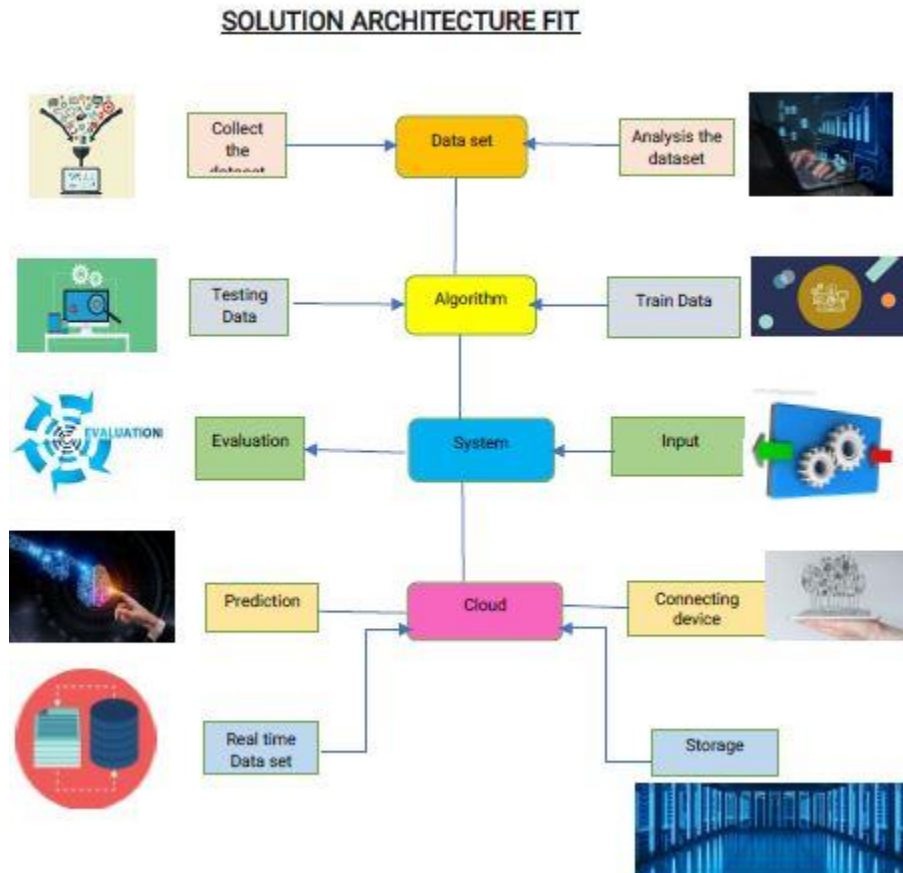 SOLUTION ARCHITECTURE FIT
Collect
the
dataset
Data set
Analysis the
dataset
Testing
Data
Algorithm
Train Data
EVALUATION
Evaluation
System
Input
Prediction
Cloud
Connecting
device
Real time
Data set
Storage